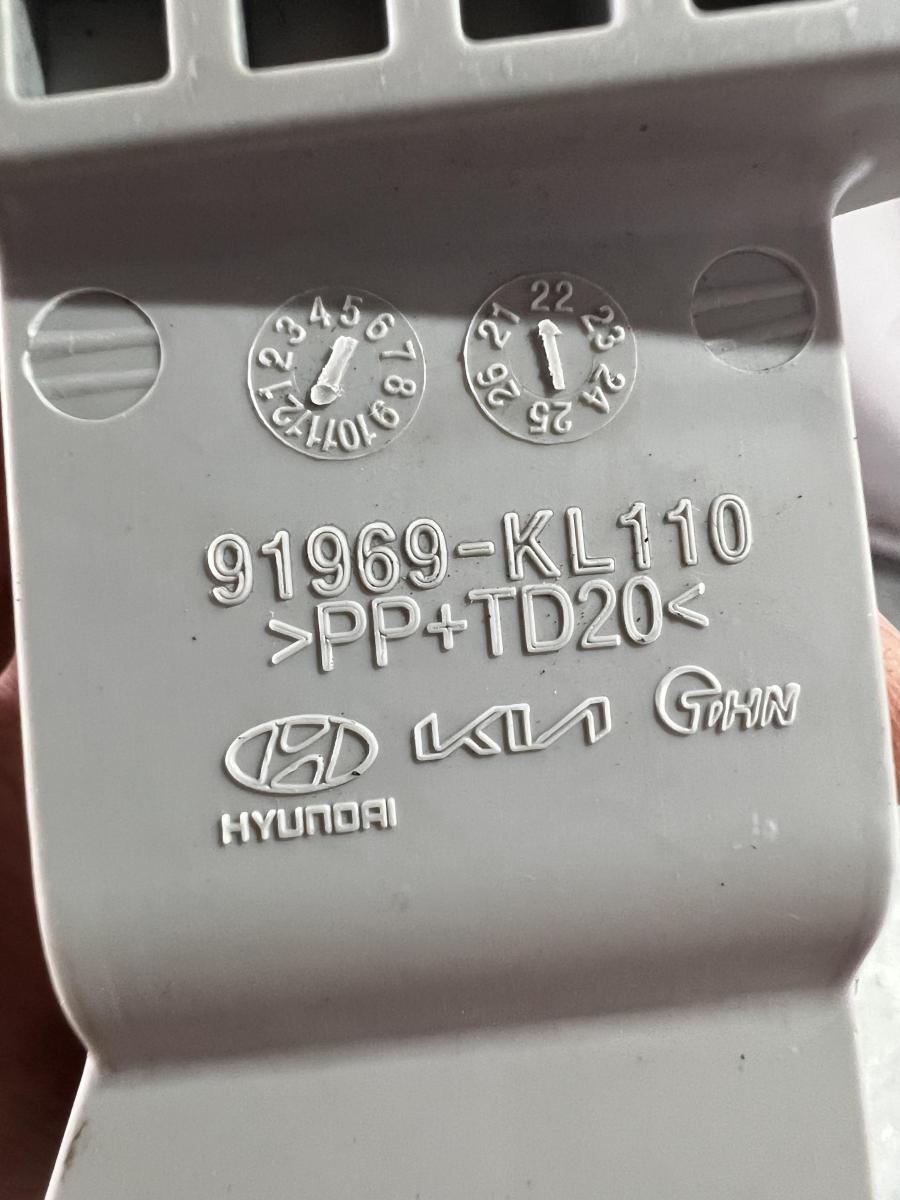 1 2 3 4 5 6 7 8 9 10 11 12
21 22 23 24 25 26
91969-KL110
>PP+TD20<
HYUNDAI KIA THN